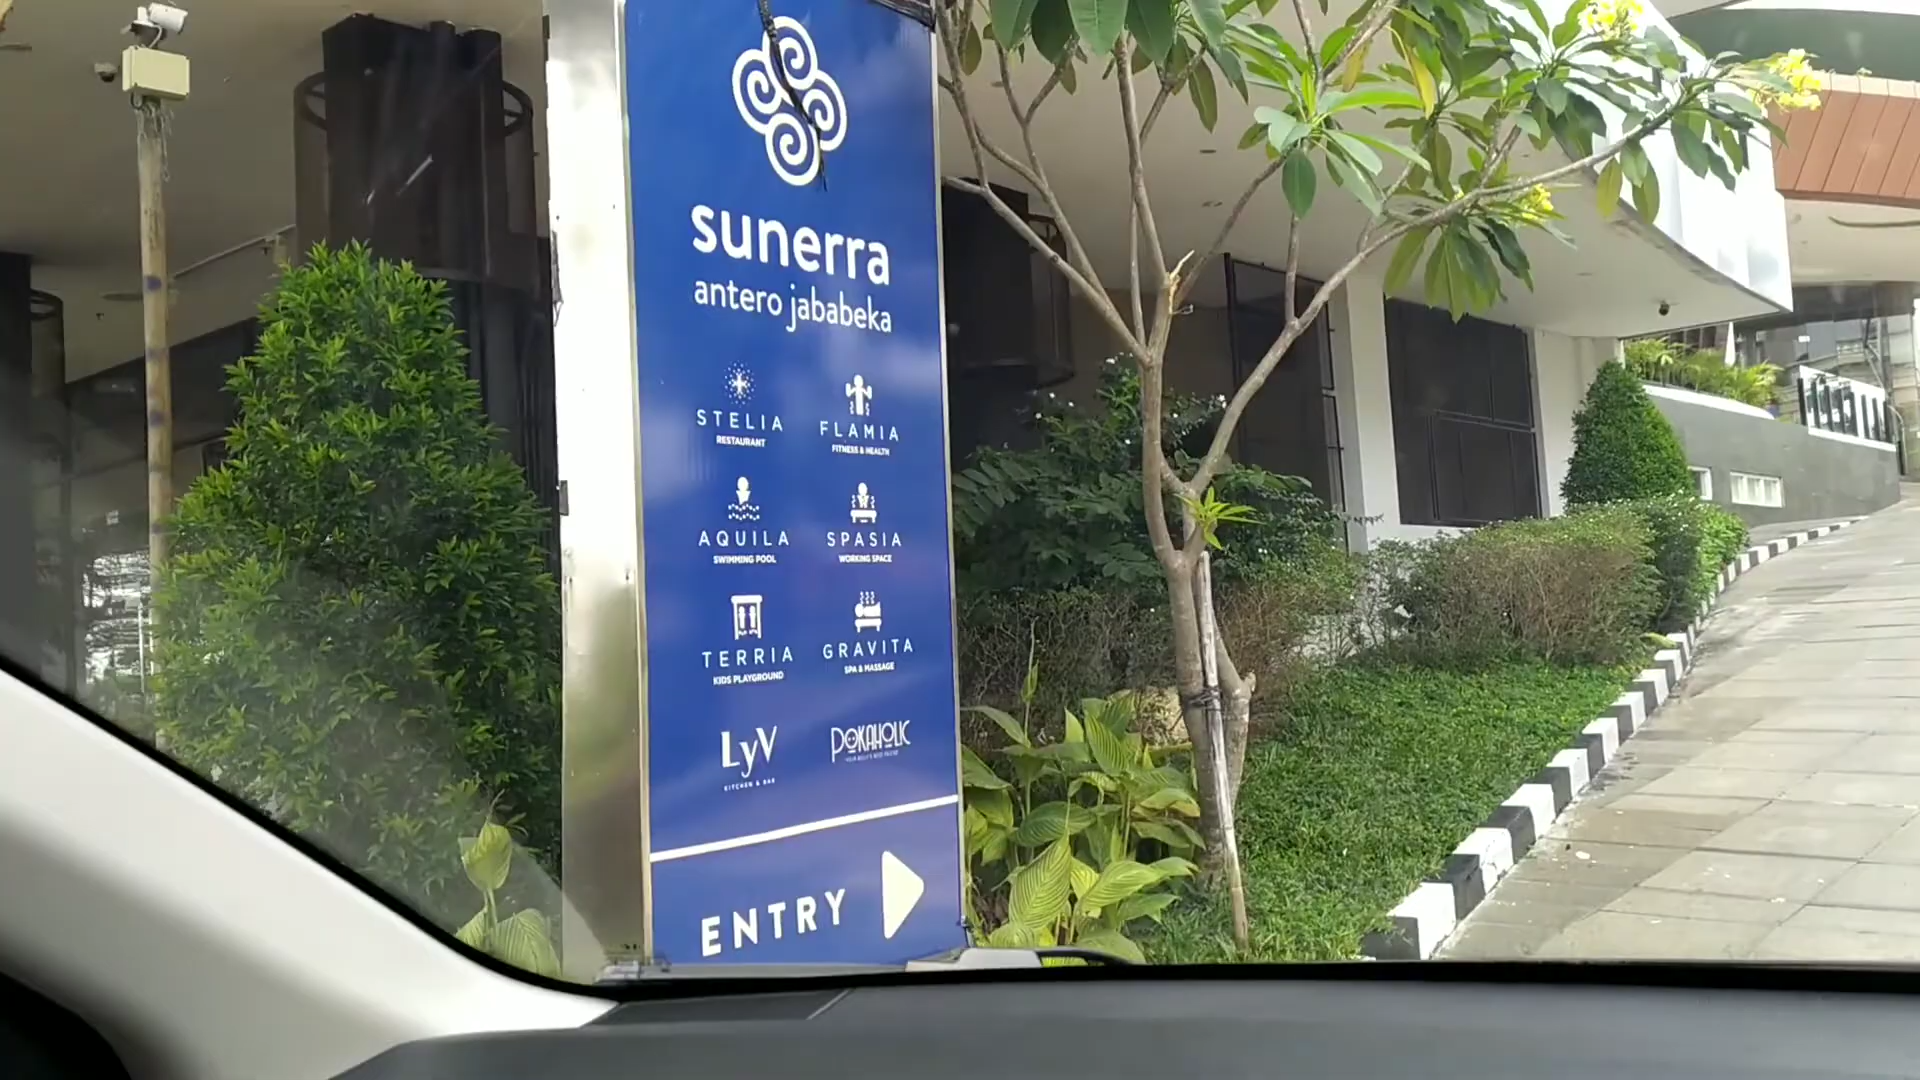 sunerra
antero jababeka
STELIA
RESTAURANT
FLAMIA
FITNESS & HEALTH
AQUILA
SWIMMING POOL
SPASIA
WORKING SPACE
TERRIA
KIDS PLAYGROUND
GRAVITA
SPA & MASSAGE
LyV
KITCHEN & BAR
POKAHOLIC
ENTRY